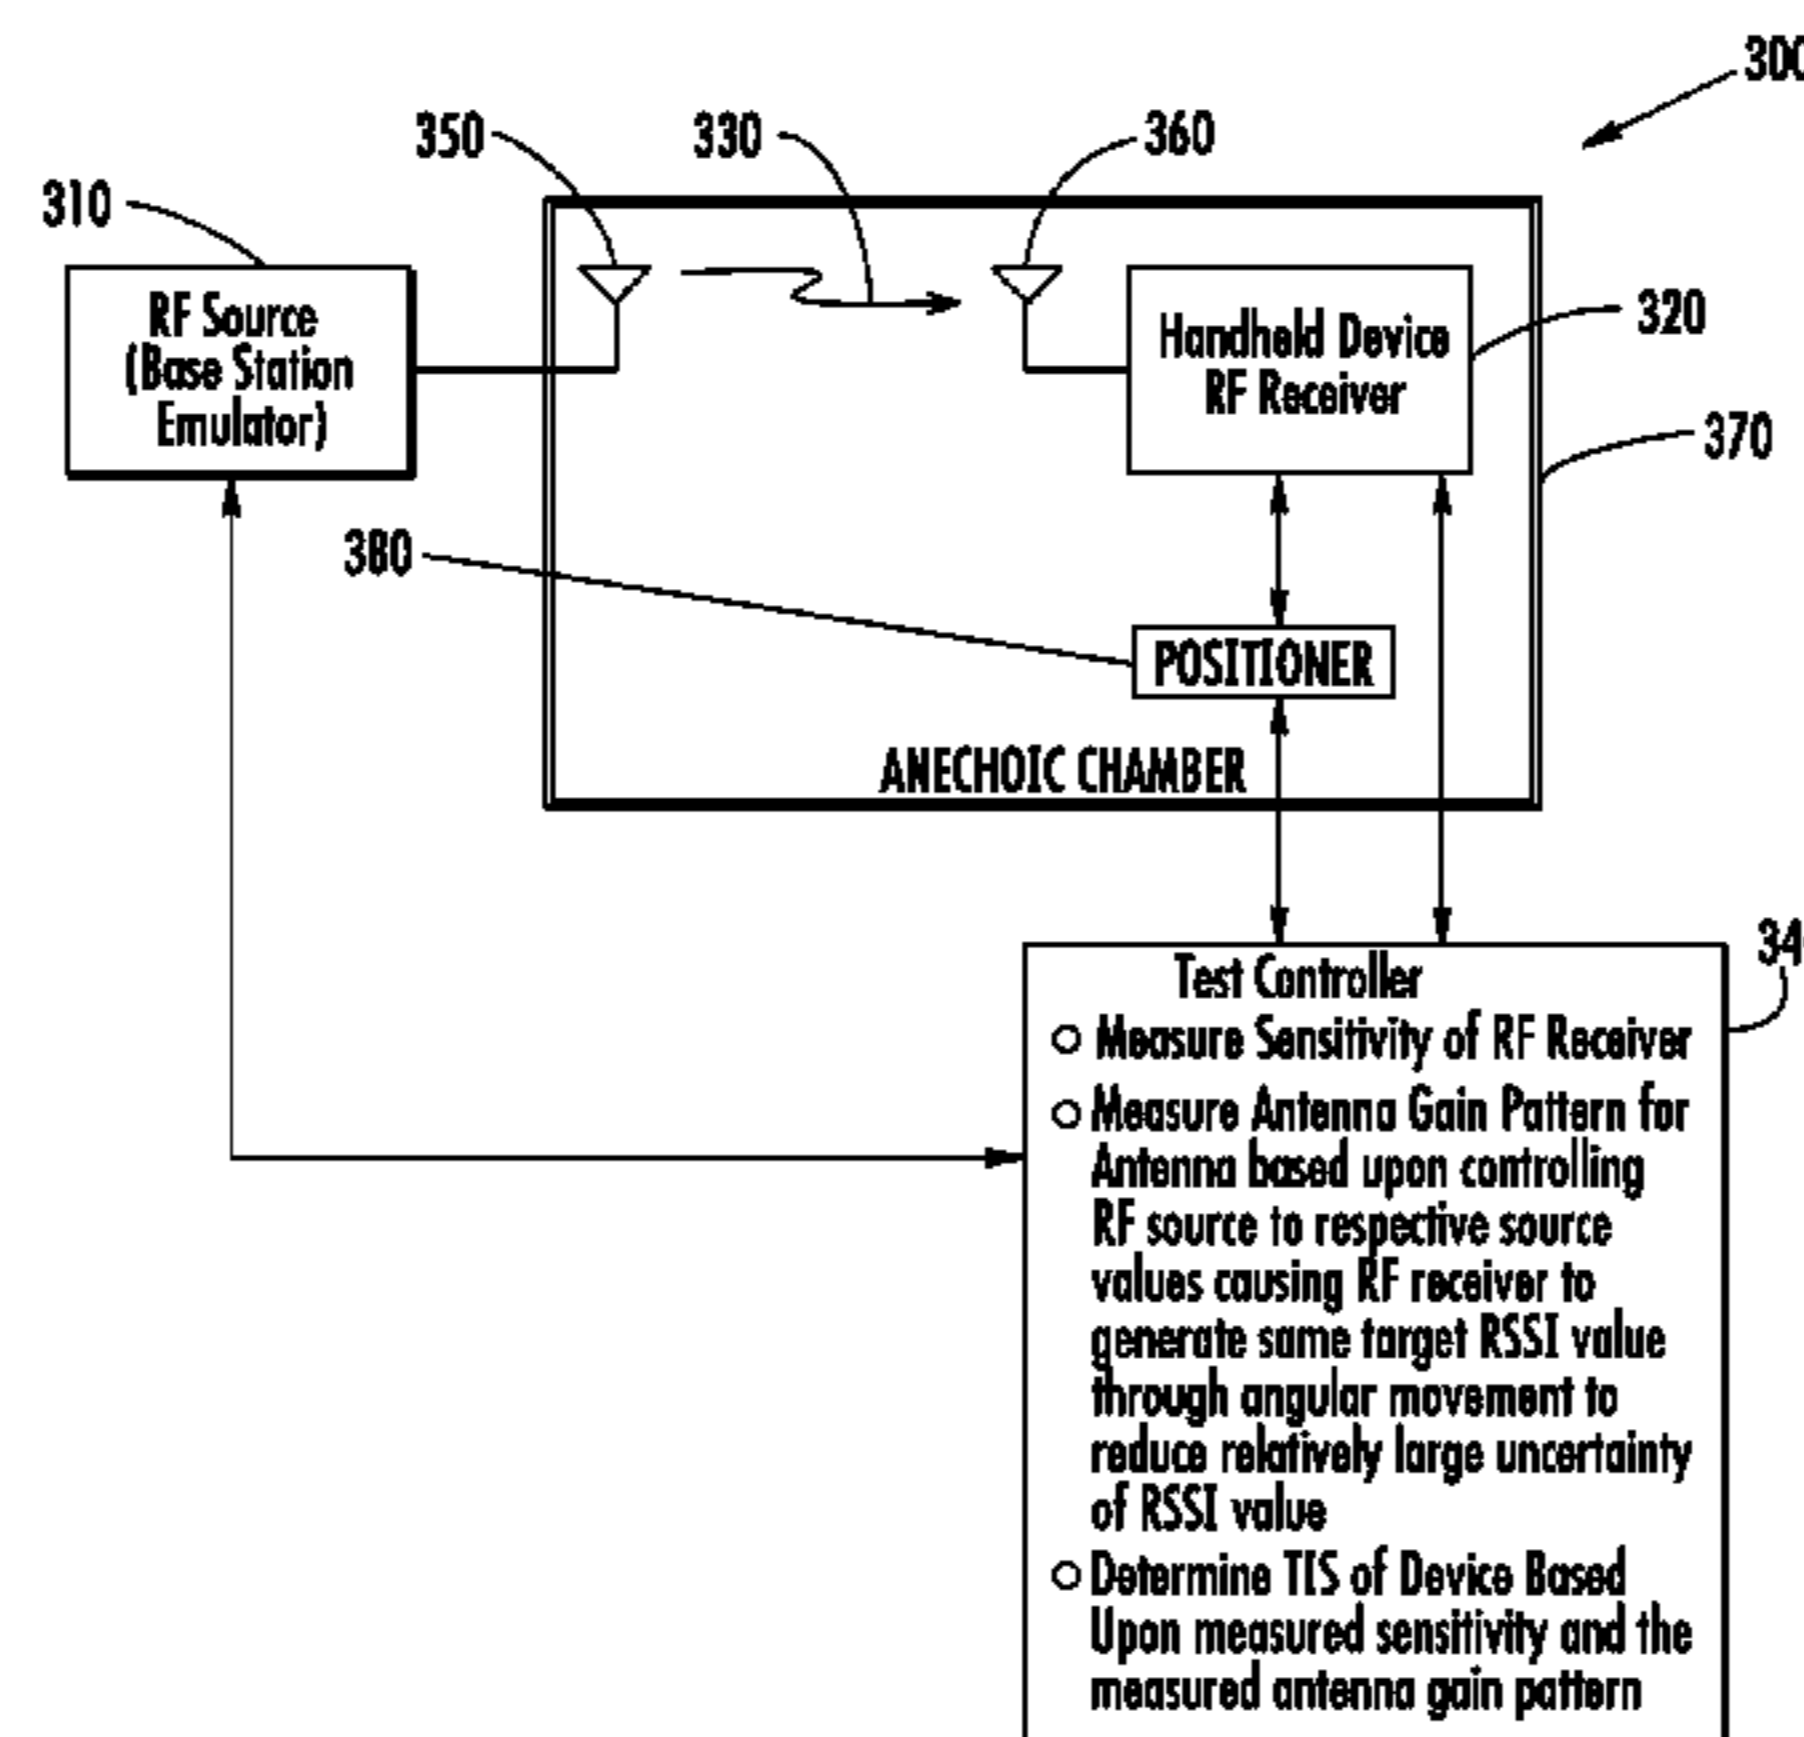 300
350
330
360
310
RF Source
(Base Station
Emulator)
Handheld Device
RF Receiver
320
370
380
POSITIONER
ANECHOIC CHAMBER
34
Test Controller
Measure Sensitivity of RF Receiver
Measure Antenna Gain Pattern for
Antenna based upon controlling
RF source to respective source
values causing RF receiver to
generate same target RSSI value
through angular movement to
reduce relatively large uncertainty
of RSSI value
Determine TIS of Device Based
Upon measured sensitivity and the
measured antenna gain pattern